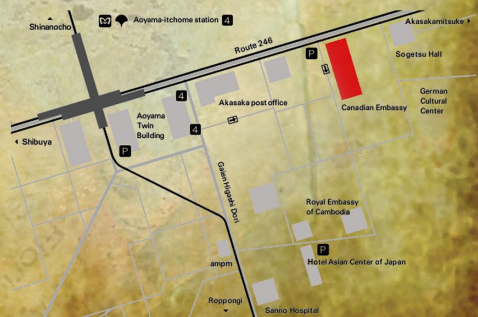 Shinanocho
Aoyama-itchome station 4
Akasakamitsuke
Route 246
P
Sogetsu Hall
4
Akasaka post office
Canadian Embassy
German
Cultural
Center
Aoyama
Twin
Building
4
Shibuya
P
Gaien Higashi Dori
Royal Embassy
of Cambodia
P
ampm
Hotel Asian Center of Japan
Roppongi
Sanno Hospital